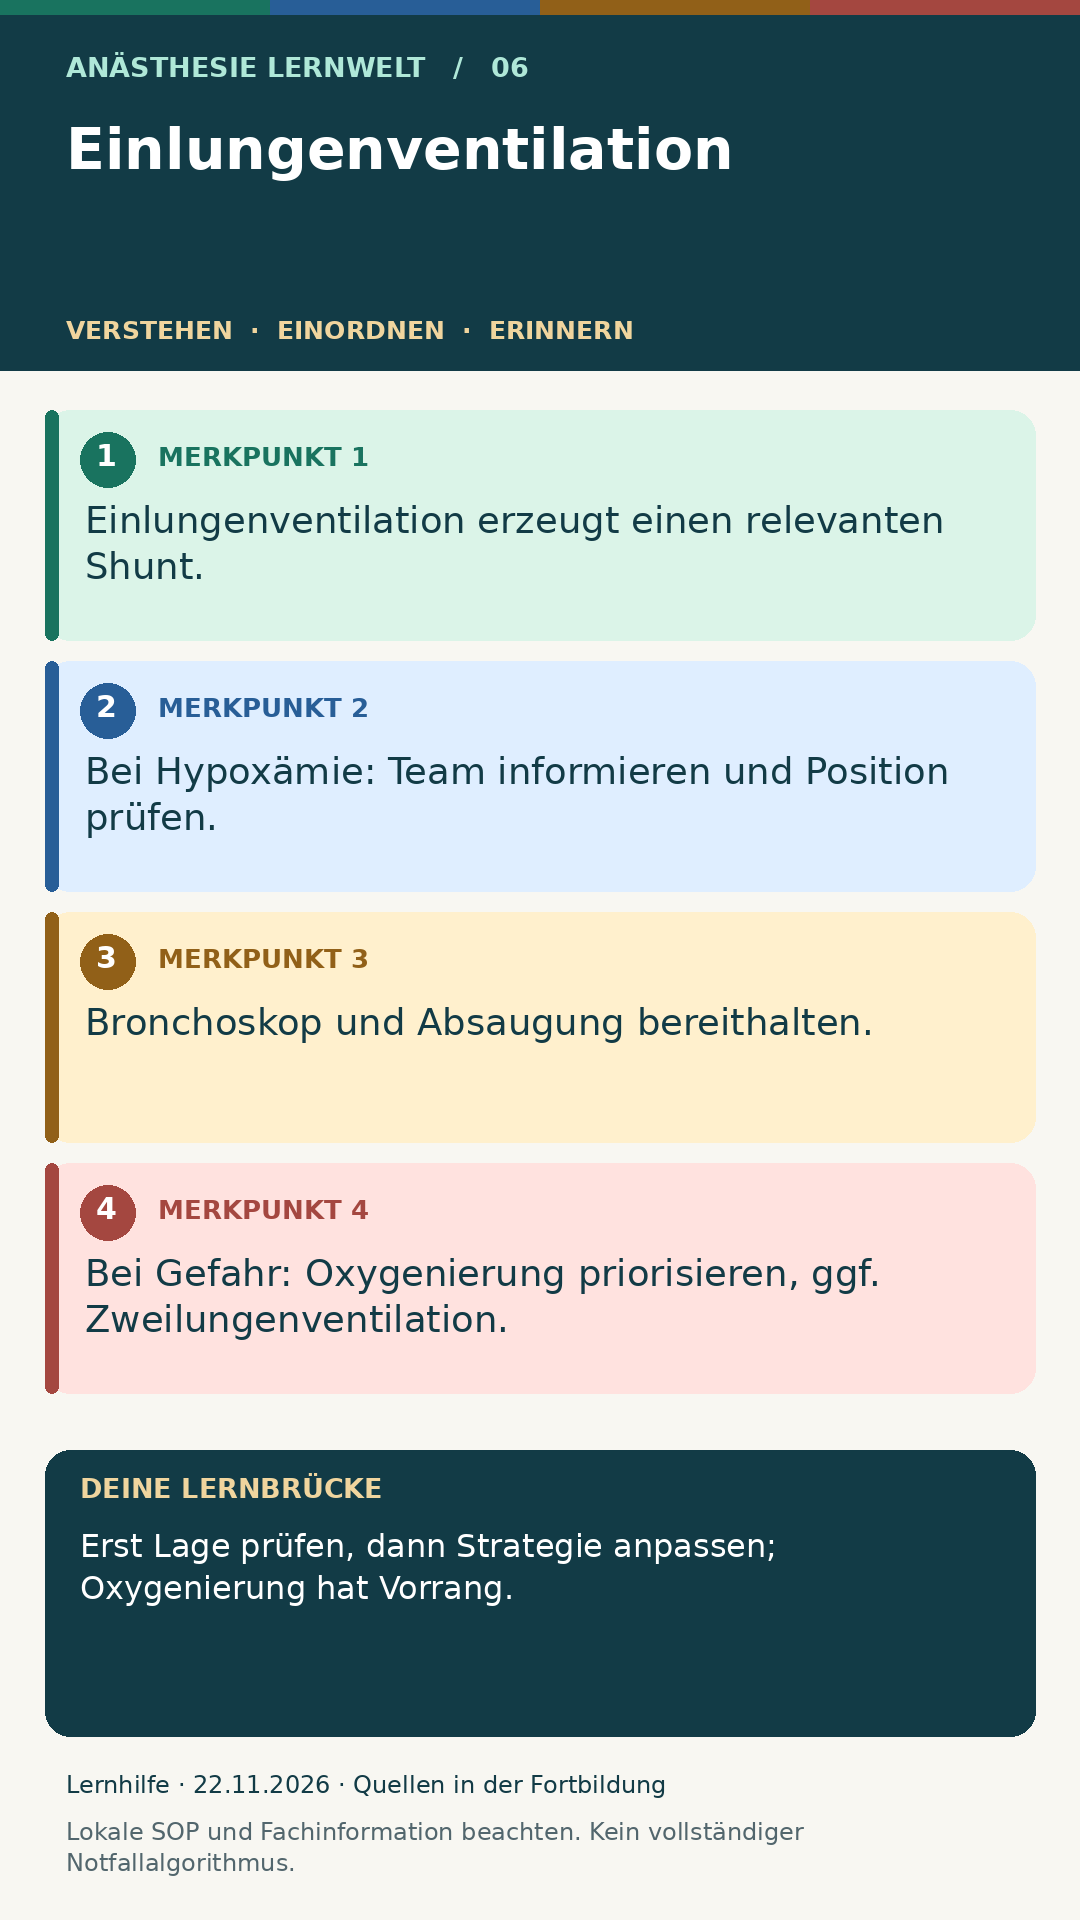 ANÄSTHESIE LERNWELT / 06
Einlungenventilation
VERSTEHEN · EINORDNEN · ERINNERN
1 MERKPUNKT 1
Einlungenventilation erzeugt einen relevanten
Shunt.
2 MERKPUNKT 2
Bei Hypoxämie: Team informieren und Position
prüfen.
3 MERKPUNKT 3
Bronchoskop und Absaugung bereithalten.
4 MERKPUNKT 4
Bei Gefahr: Oxygenierung priorisieren, ggf.
Zweilungenventilation.
DEINE LERNBRÜCKE
Erst Lage prüfen, dann Strategie anpassen;
Oxygenierung hat Vorrang.
Lernhilfe · 22.11.2026 · Quellen in der Fortbildung
Lokale SOP und Fachinformation beachten. Kein vollständiger
Notfallalgorithmus.